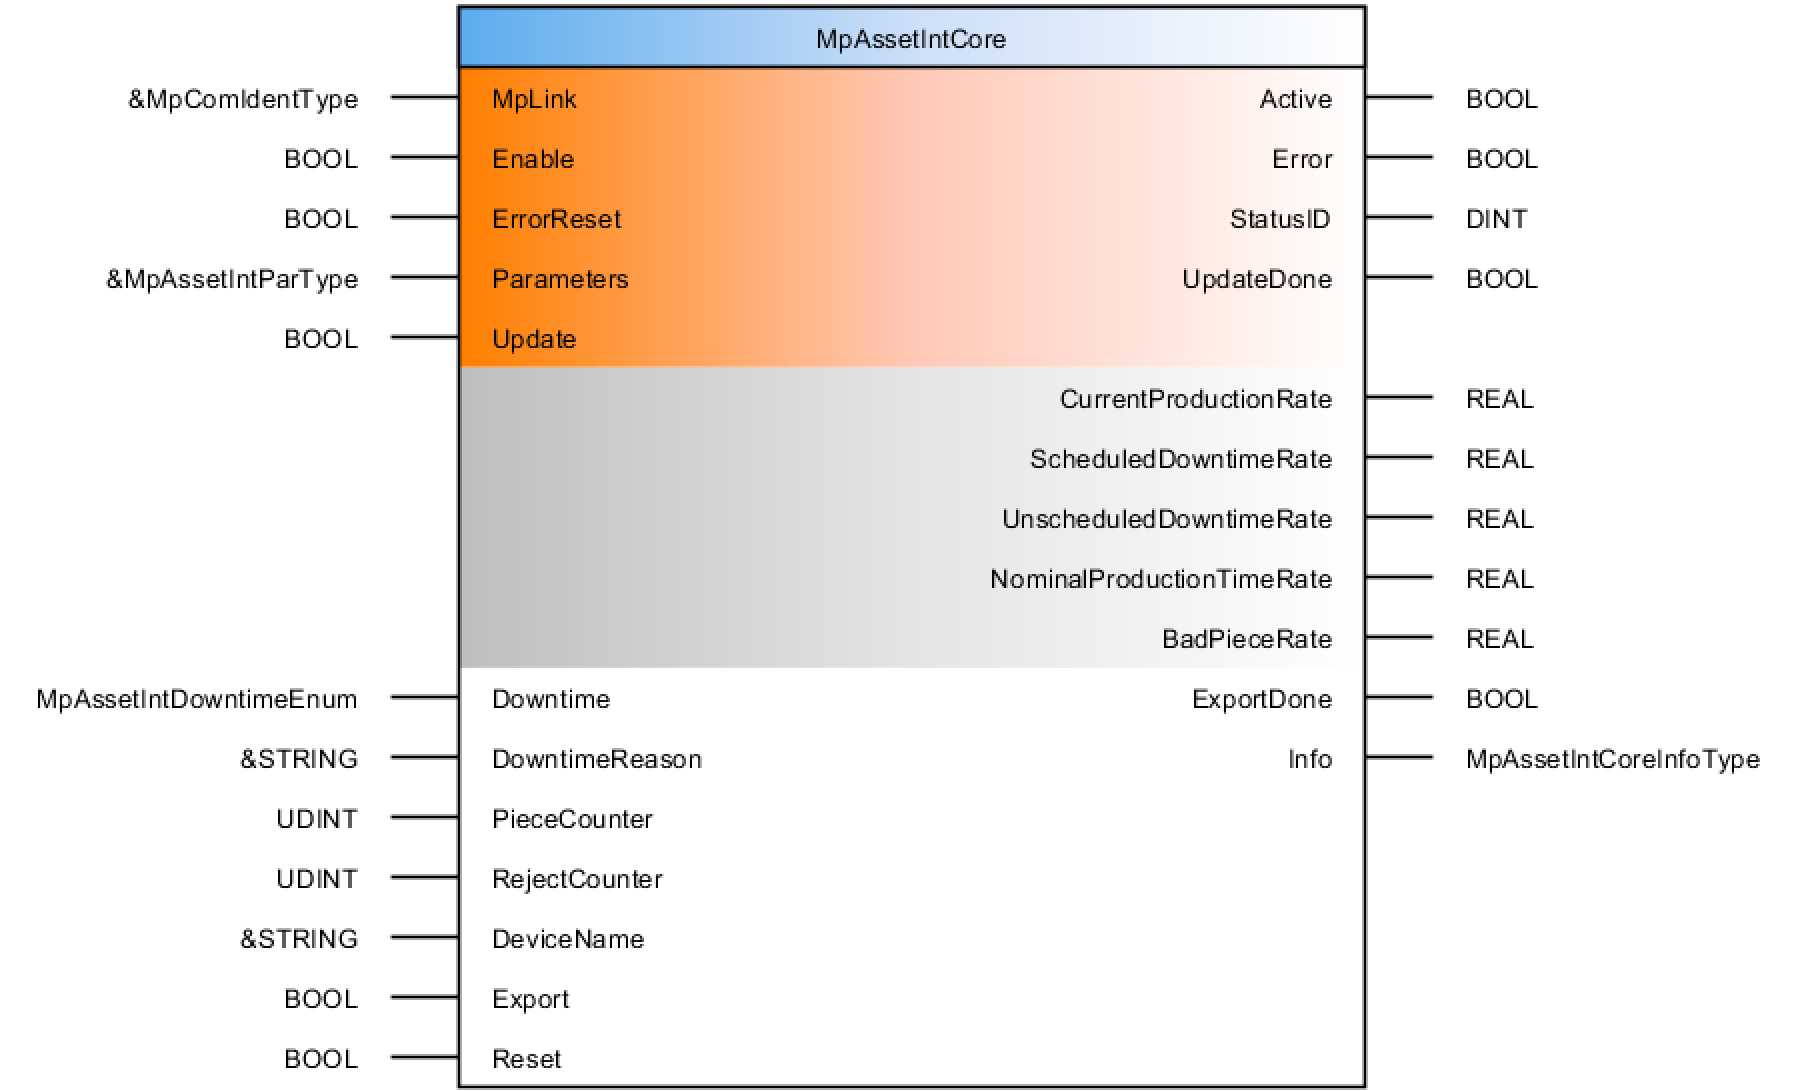 MpAssetIntCore
&MpComIdentType MpLink Active BOOL
BOOL Enable Error BOOL
BOOL ErrorReset StatusID DINT
&MpAssetIntParType Parameters UpdateDone BOOL
BOOL Update
CurrentProductionRate REAL
ScheduledDowntimeRate REAL
UnscheduledDowntimeRate REAL
NominalProductionTimeRate REAL
BadPieceRate REAL
MpAssetIntDowntimeEnum Downtime ExportDone BOOL
&STRING DowntimeReason Info MpAssetIntCoreInfoType
UDINT PieceCounter
UDINT RejectCounter
&STRING DeviceName
BOOL Export
BOOL Reset